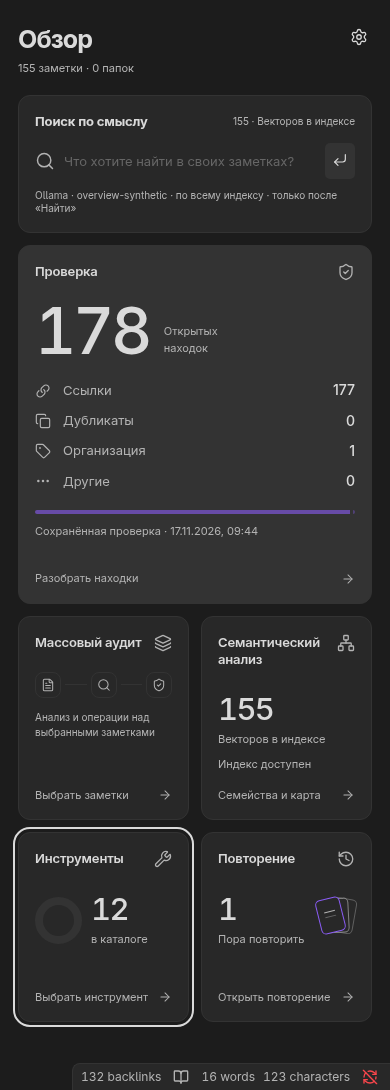 Обзор
155 заметки · 0 папок
Поиск по смыслу
155 · Векторов в индексе
Что хотите найти в своих заметках?
Ollama · overview-synthetic · по всему индексу · только после
«Найти»
Проверка
178
Открытых
находок
Ссылки 177
Дубликаты 0
Организация 1
Другие 0
Сохранённая проверка · 17.11.2026, 09:44
Разобрать находки
Массовый аудит
Анализ и операции над
выбранными заметками
Выбрать заметки
Семантический
анализ
155
Векторов в индексе
Индекс доступен
Семейства и карта
Инструменты
12
в каталоге
Выбрать инструмент
Повторение
1
Пора повторить
Открыть повторение
132 backlinks 16 words 123 characters